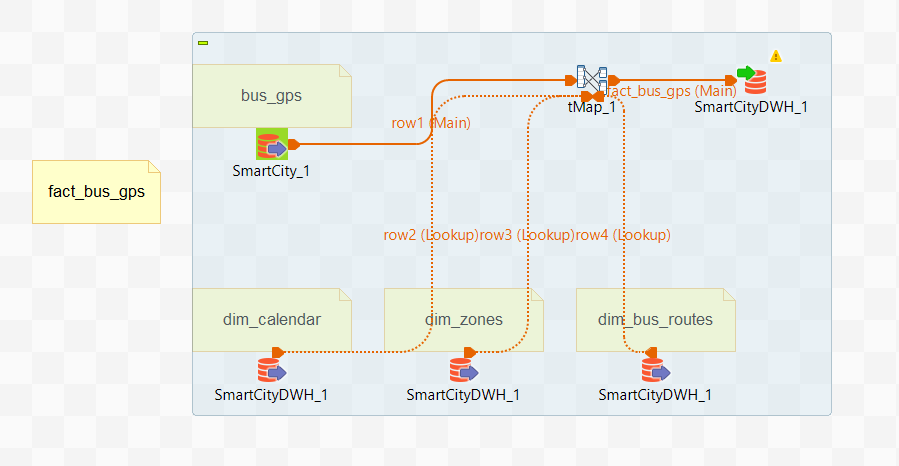 bus_gps
fact_bus_gps (Main)
tMap_1
SmartCityDWH_1
row1 (Main)
SmartCity_1
fact_bus_gps
row2 (Lookup)
row3 (Lookup)
row4 (Lookup)
dim_calendar
dim_zones
dim_bus_routes
SmartCityDWH_1
SmartCityDWH_1
SmartCityDWH_1